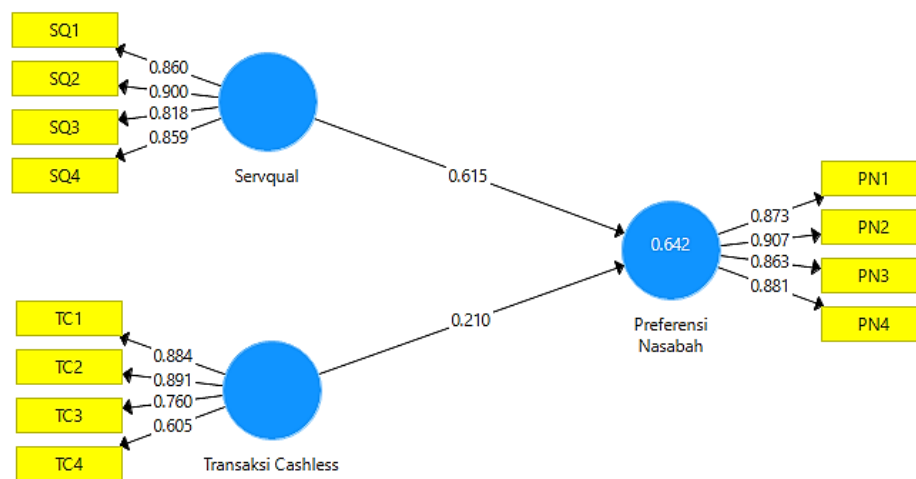 SQ1
SQ2
SQ3
SQ4
0.860
0.900
0.818
0.859
Servqual
0.615
TC1
TC2
TC3
TC4
0.884
0.891
0.760
0.605
Transaksi Cashless
0.210
0.642
Preferensi
Nasabah
0.873
0.907
0.863
0.881
PN1
PN2
PN3
PN4